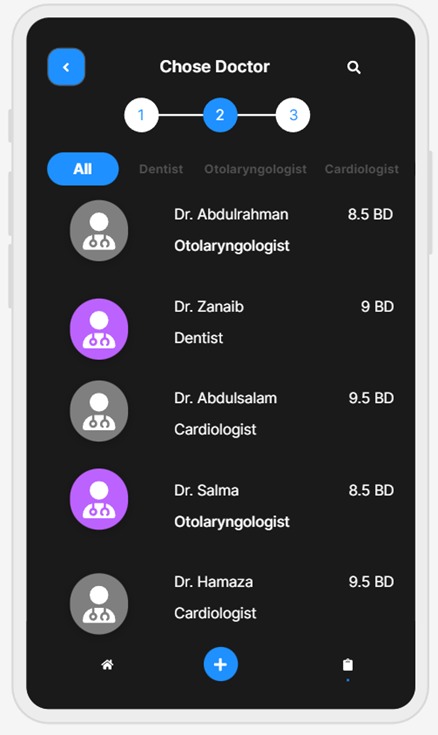 Chose Doctor
1 2 3
All Dentist Otolaryngologist Cardiologist
Dr. Abdulrahman 8.5 BD
Otolaryngologist
Dr. Zanaib 9 BD
Dentist
Dr. Abdulsalam 9.5 BD
Cardiologist
Dr. Salma 8.5 BD
Otolaryngologist
Dr. Hamaza 9.5 BD
Cardiologist